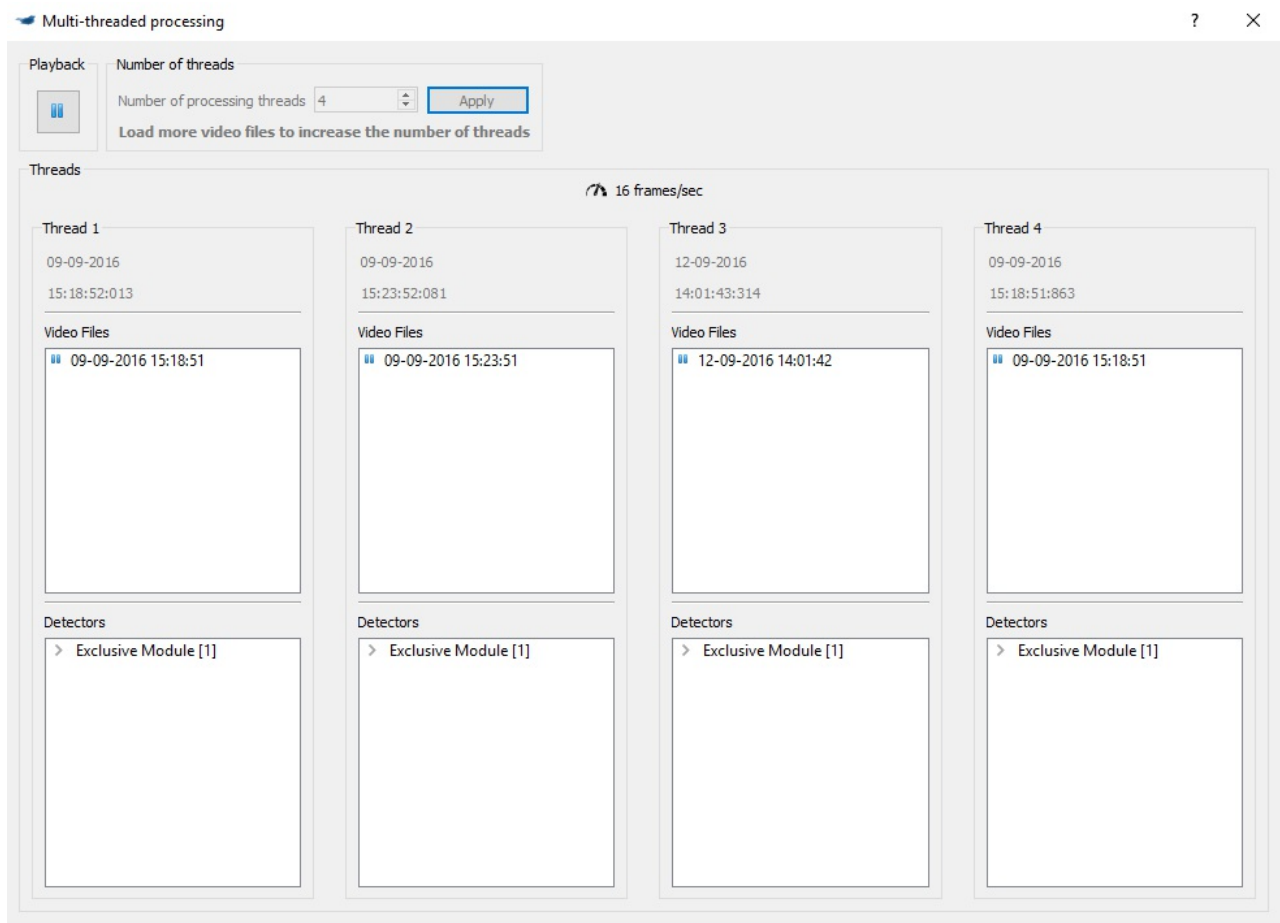 Multi-threaded processing
?
Playback
Number of threads
Number of processing threads 4 Apply
Load more video files to increase the number of threads
Threads
16 frames/sec
Thread 1
09-09-2016
15:18:52:013
Video Files
09-09-2016 15:18:51
Detectors
Exclusive Module [1]
Thread 2
09-09-2016
15:23:52:081
Video Files
09-09-2016 15:23:51
Detectors
Exclusive Module [1]
Thread 3
12-09-2016
14:01:43:314
Video Files
12-09-2016 14:01:42
Detectors
Exclusive Module [1]
Thread 4
09-09-2016
15:18:51:863
Video Files
09-09-2016 15:18:51
Detectors
Exclusive Module [1]